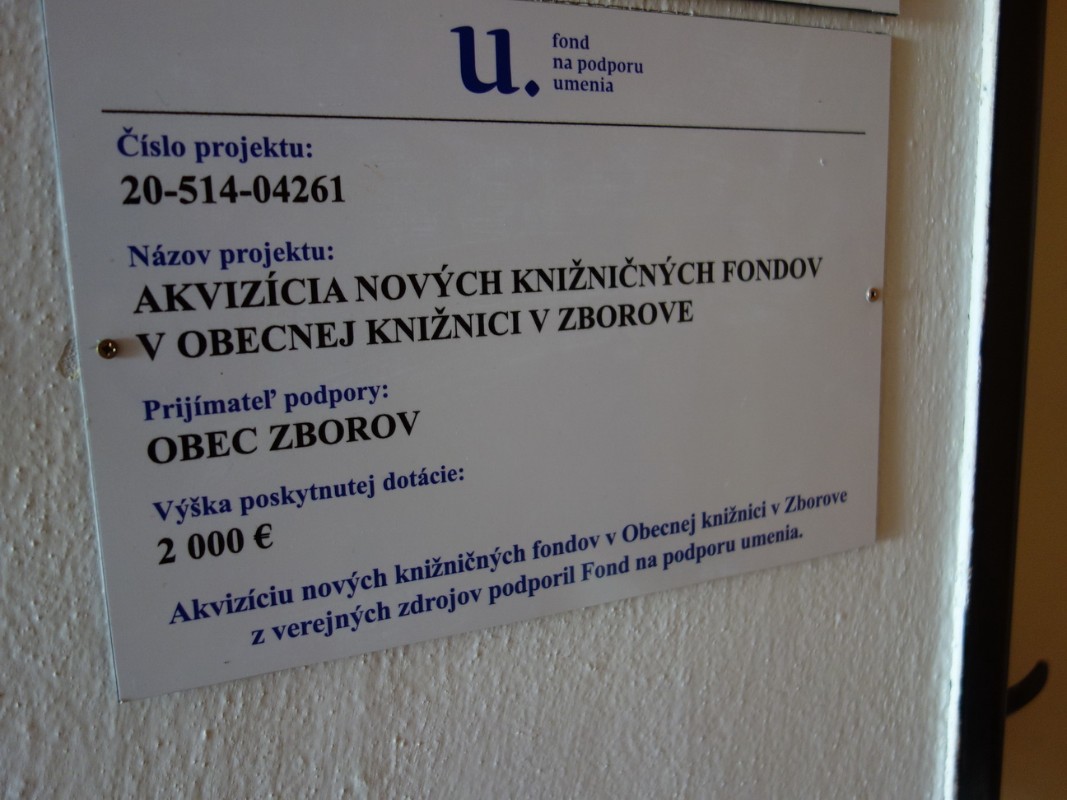 u.
fond
na podporu
umenia
Číslo projektu:
20-514-04261
Názov projektu:
AKVIZÍCIA NOVÝCH KNIŽNIČNÝCH FONDOV
V OBECNEJ KNIŽNICI V ZBOROVE
Prijímateľ podpory:
OBEC ZBOROV
Výška poskytnutej dotácie:
2 000 €
Akvizíciu nových knižničných fondov v Obecnej knižnici v Zborove
z verejných zdrojov podporil Fond na podporu umenia.